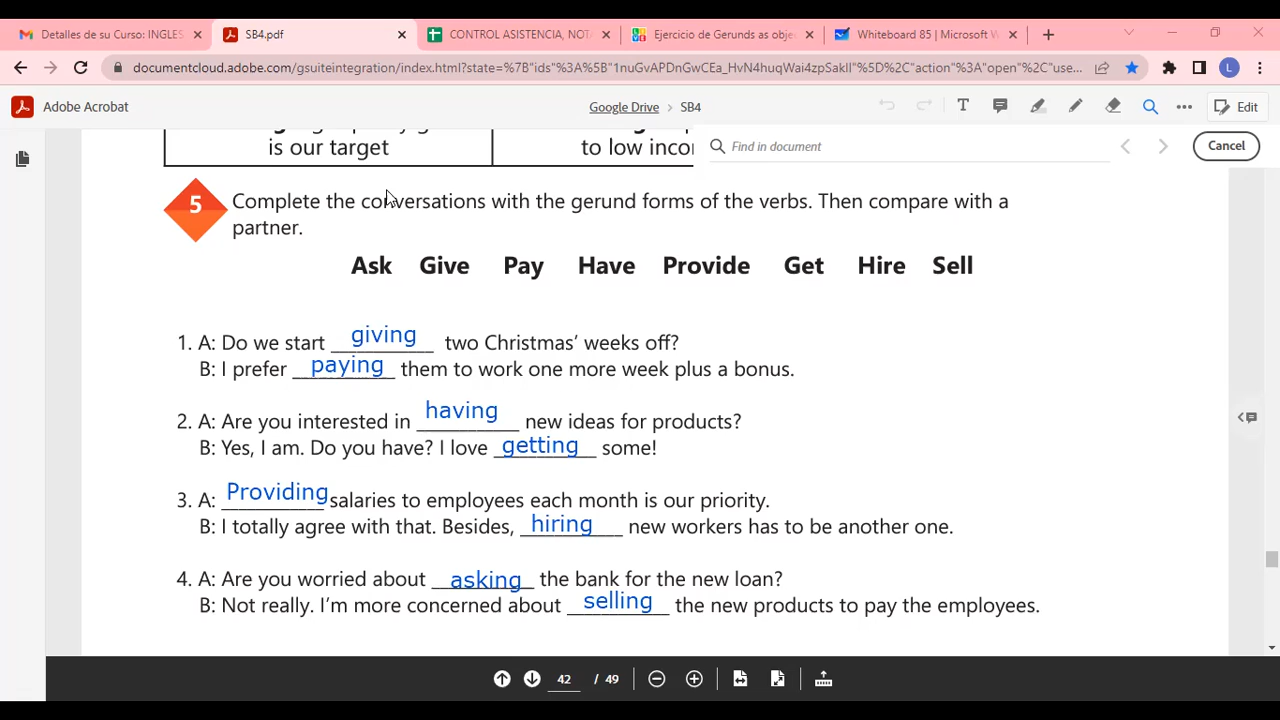 Detalles de su Curso: INGLES
SB4.pdf
CONTROL ASISTENCIA, NOTA
Ejercicio de Gerunds as obje
Whiteboard 85 | Microsoft W
documentcloud.adobe.com/gsuiteintegration/index.html?state=%7B"ids"%3A%5B"1nuGvAPDnGwCEa_HvN4huqWai4zpSakIl"%5D%2C"action"%3A"open"%2C"use...
L
Adobe Acrobat
Google Drive > SB4
Edit
is our target
to low incor
Find in document
Cancel
5
Complete the conversations with the gerund forms of the verbs. Then compare with a
partner.
Ask Give Pay Have Provide Get Hire Sell
1. A: Do we start giving two Christmas' weeks off?
B: I prefer paying them to work one more week plus a bonus.
2. A: Are you interested in having new ideas for products?
B: Yes, I am. Do you have? I love getting some!
3. A: Providing salaries to employees each month is our priority.
B: I totally agree with that. Besides, hiring new workers has to be another one.
4. A: Are you worried about asking the bank for the new loan?
B: Not really. I'm more concerned about selling the new products to pay the employees.
42 / 49